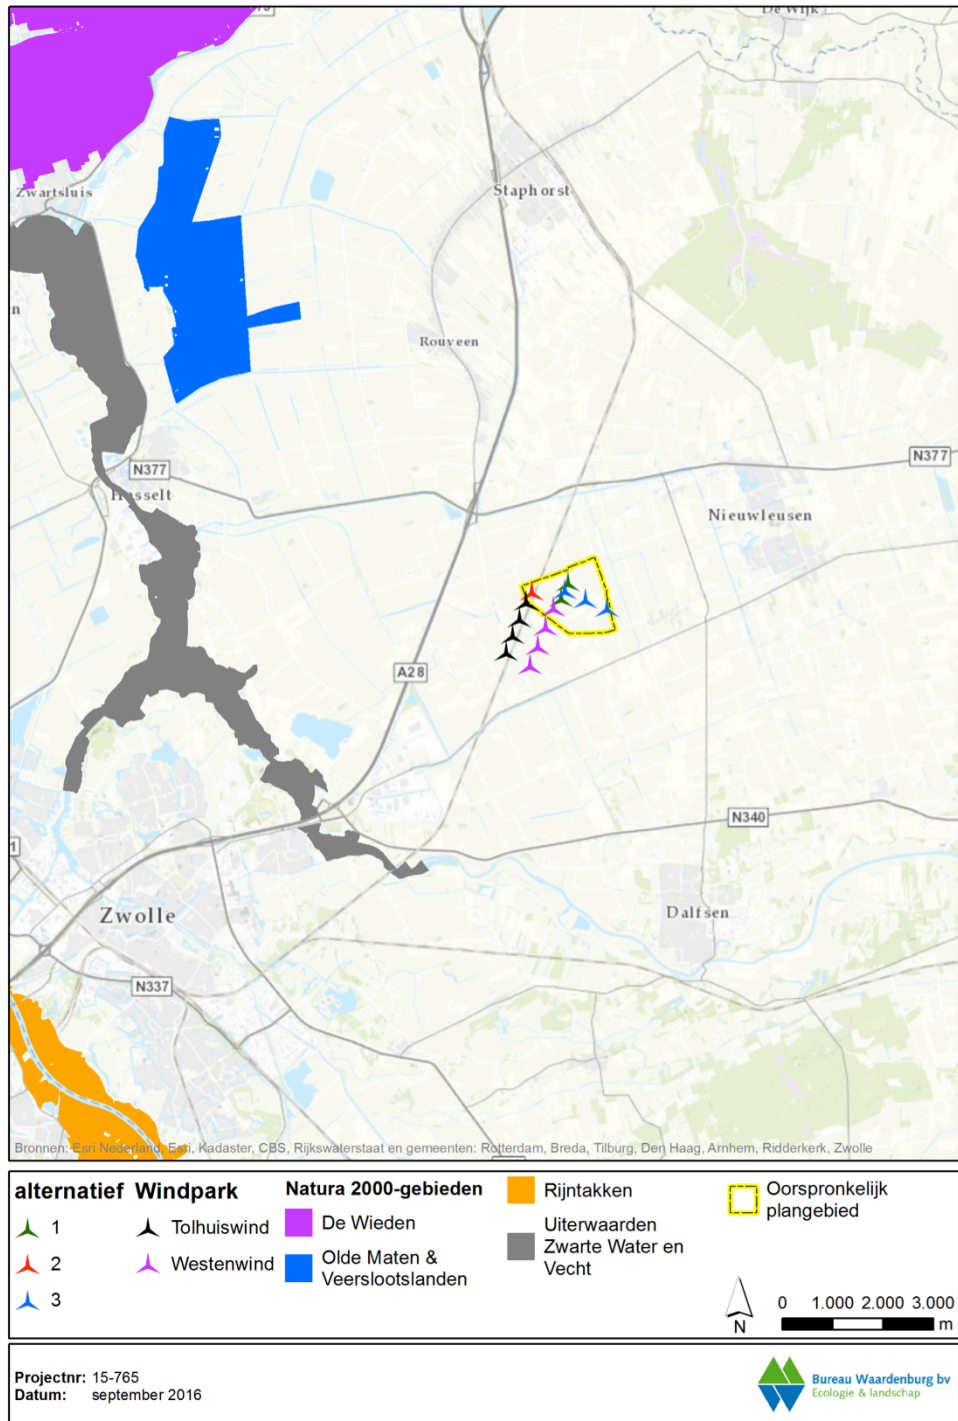 De Wijk
Zwartsluis
Staphorst
n
Rouveen
N377
N377
Hasselt
Nieuwleusen
A28
N340
1
Zwolle
Dalfsen
N337
Bronnen: Esri Nederland, Esri, Kadaster, CBS, Rijkswaterstaat en gemeenten: Rotterdam, Breda, Tilburg, Den Haag, Arnhem, Ridderkerk, Zwolle
alternatief
1
2
3
Windpark
Tolhuiswind
Westenwind
Natura 2000-gebieden
De Wieden
Olde Maten &
Veerslootslanden
Rijntakken
Uiterwaarden
Zwarte Water en
Vecht
Oorspronkelijk
plangebied
N
0 1.000 2.000 3.000
m
Projectnr: 15-765
Datum: september 2016
Bureau Waardenburg bv
Ecologie & landschap